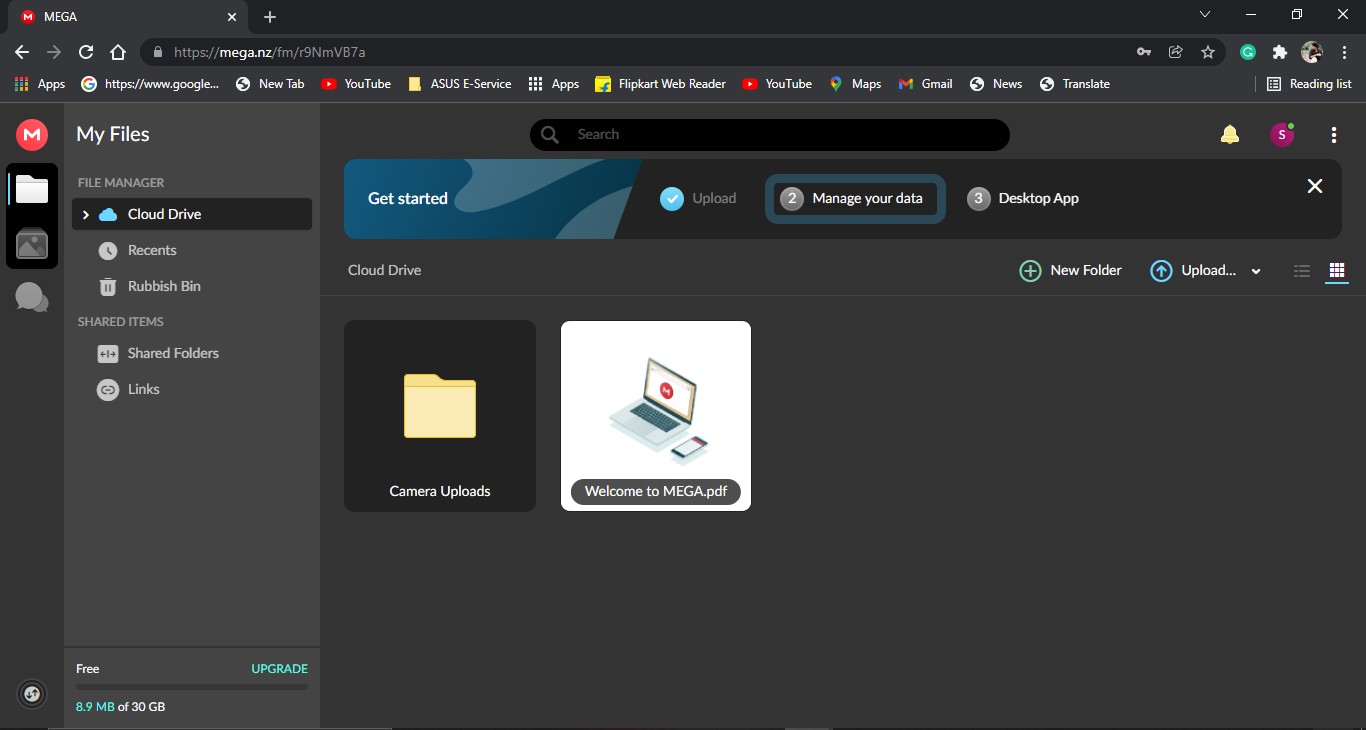 MEGA
https://mega.nz/fm/r9NmVB7a
Apps
https://www.google...
New Tab
YouTube
ASUS E-Service
Apps
Flipkart Web Reader
YouTube
Maps
Gmail
News
Translate
Reading list
My Files
Search
S
FILE MANAGER
Cloud Drive
Recents
Rubbish Bin
SHARED ITEMS
Shared Folders
Links
Get started
Upload
2 Manage your data
3 Desktop App
Cloud Drive
New Folder
Upload...
Camera Uploads
Welcome to MEGA.pdf
Free
UPGRADE
8.9 MB of 30 GB